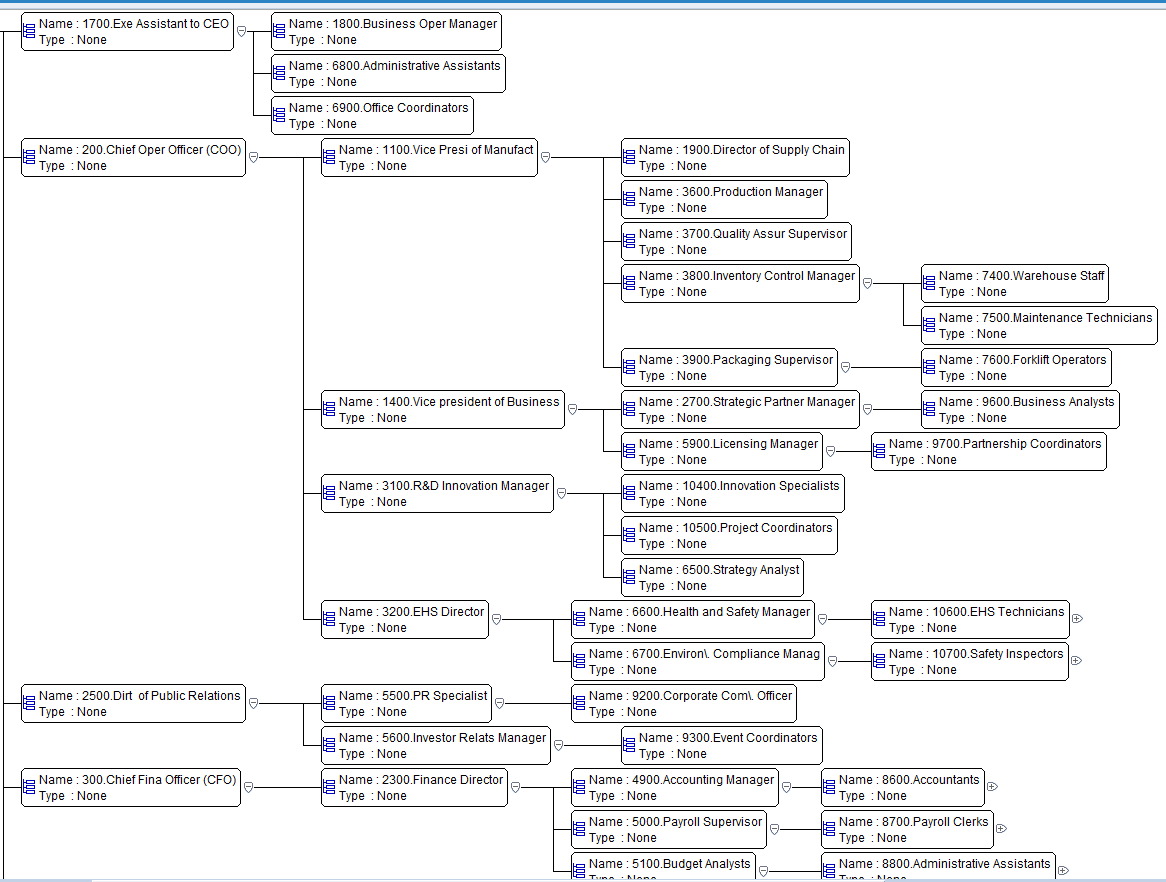 Name : 1700.Exe Assistant to CEO
Type : None
Name : 1800.Business Oper Manager
Type : None
Name : 6800.Administrative Assistants
Type : None
Name : 6900.Office Coordinators
Type : None
Name : 200.Chief Oper Officer (COO)
Type : None
Name : 1100.Vice Presi of Manufact
Type : None
Name : 1900.Director of Supply Chain
Type : None
Name : 3600.Production Manager
Type : None
Name : 3700.Quality Assur Supervisor
Type : None
Name : 3800.Inventory Control Manager
Type : None
Name : 7400.Warehouse Staff
Type : None
Name : 7500.Maintenance Technicians
Type : None
Name : 3900.Packaging Supervisor
Type : None
Name : 7600.Forklift Operators
Type : None
Name : 1400.Vice president of Business
Type : None
Name : 2700.Strategic Partner Manager
Type : None
Name : 9600.Business Analysts
Type : None
Name : 5900.Licensing Manager
Type : None
Name : 9700.Partnership Coordinators
Type : None
Name : 3100.R&D Innovation Manager
Type : None
Name : 10400.Innovation Specialists
Type : None
Name : 10500.Project Coordinators
Type : None
Name : 6500.Strategy Analyst
Type : None
Name : 3200.EHS Director
Type : None
Name : 6600.Health and Safety Manager
Type : None
Name : 10600.EHS Technicians
Type : None
Name : 6700.Environ\. Compliance Manag
Type : None
Name : 10700.Safety Inspectors
Type : None
Name : 2500.Dirt of Public Relations
Type : None
Name : 5500.PR Specialist
Type : None
Name : 9200.Corporate Com\. Officer
Type : None
Name : 5600.Investor Relats Manager
Type : None
Name : 9300.Event Coordinators
Type : None
Name : 300.Chief Fina Officer (CFO)
Type : None
Name : 2300.Finance Director
Type : None
Name : 4900.Accounting Manager
Type : None
Name : 8600.Accountants
Type : None
Name : 5000.Payroll Supervisor
Type : None
Name : 8700.Payroll Clerks
Type : None
Name : 5100.Budget Analysts
Type : None
Name : 8800.Administrative Assistants
Type : None